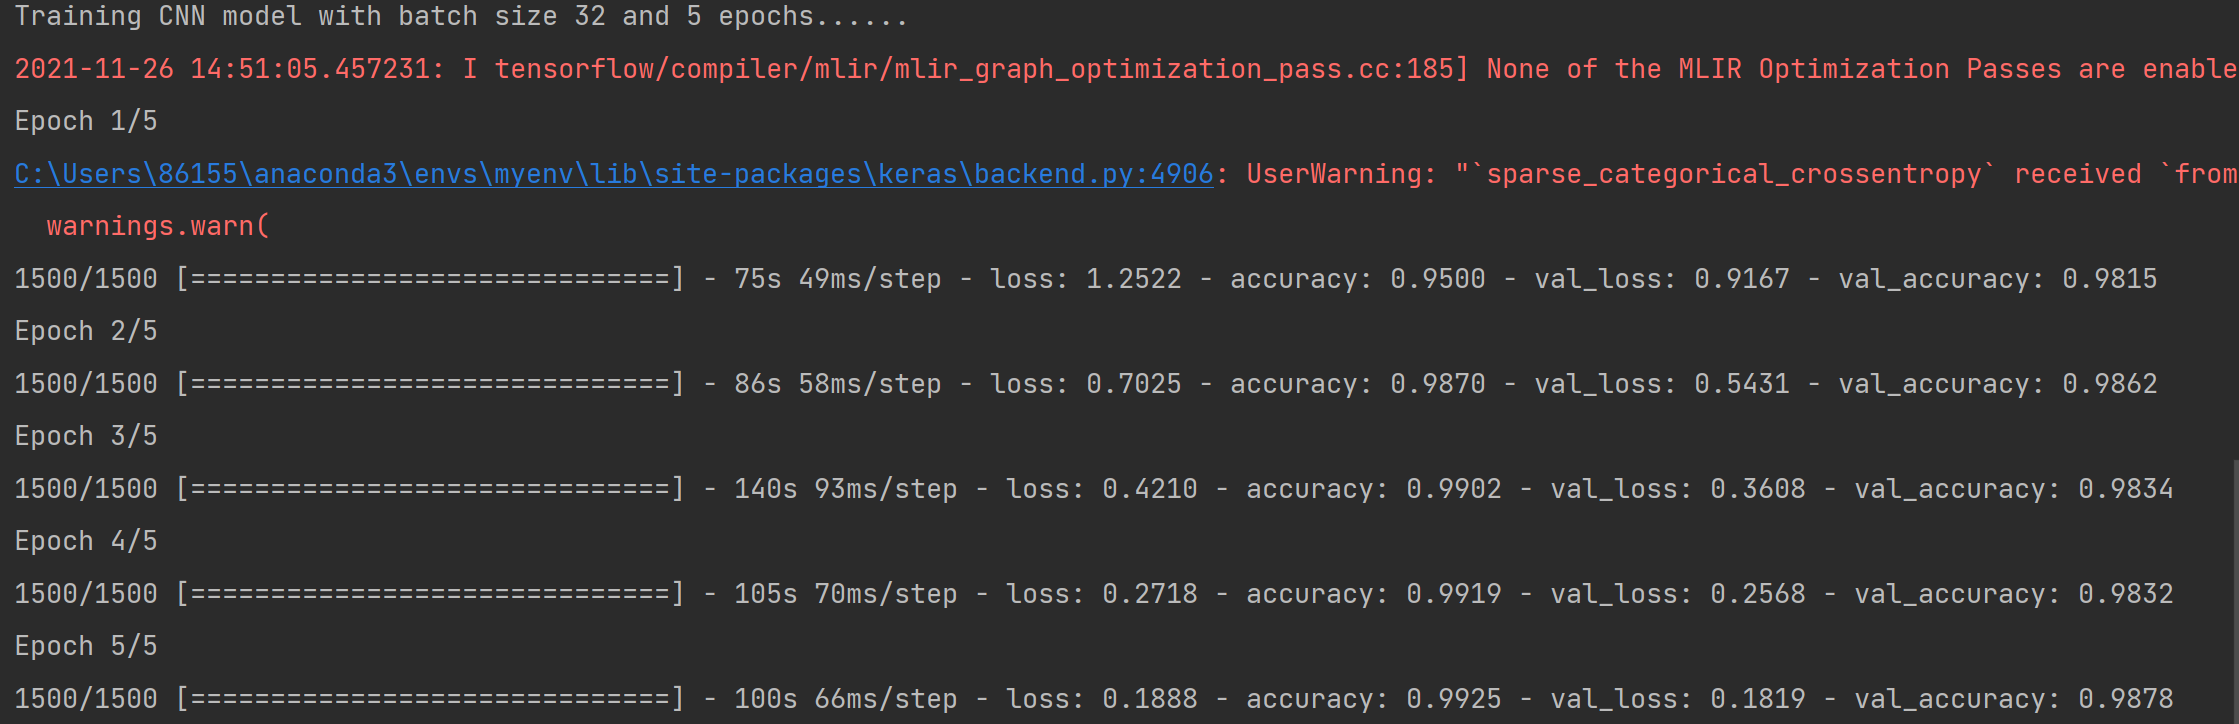 Training CNN model with batch size 32 and 5 epochs......
2021-11-26 14:51:05.457231: I tensorflow/compiler/mlir/mlir_graph_optimization_pass.cc:185] None of the MLIR Optimization Passes are enable
Epoch 1/5
C:\Users\86155\anaconda3\envs\myenv\lib\site-packages\keras\backend.py:4906: UserWarning: "`sparse_categorical_crossentropy` received `from
  warnings.warn(
1500/1500 [==============================] - 75s 49ms/step - loss: 1.2522 - accuracy: 0.9500 - val_loss: 0.9167 - val_accuracy: 0.9815
Epoch 2/5
1500/1500 [==============================] - 86s 58ms/step - loss: 0.7025 - accuracy: 0.9870 - val_loss: 0.5431 - val_accuracy: 0.9862
Epoch 3/5
1500/1500 [==============================] - 140s 93ms/step - loss: 0.4210 - accuracy: 0.9902 - val_loss: 0.3608 - val_accuracy: 0.9834
Epoch 4/5
1500/1500 [==============================] - 105s 70ms/step - loss: 0.2718 - accuracy: 0.9919 - val_loss: 0.2568 - val_accuracy: 0.9832
Epoch 5/5
1500/1500 [==============================] - 100s 66ms/step - loss: 0.1888 - accuracy: 0.9925 - val_loss: 0.1819 - val_accuracy: 0.9878